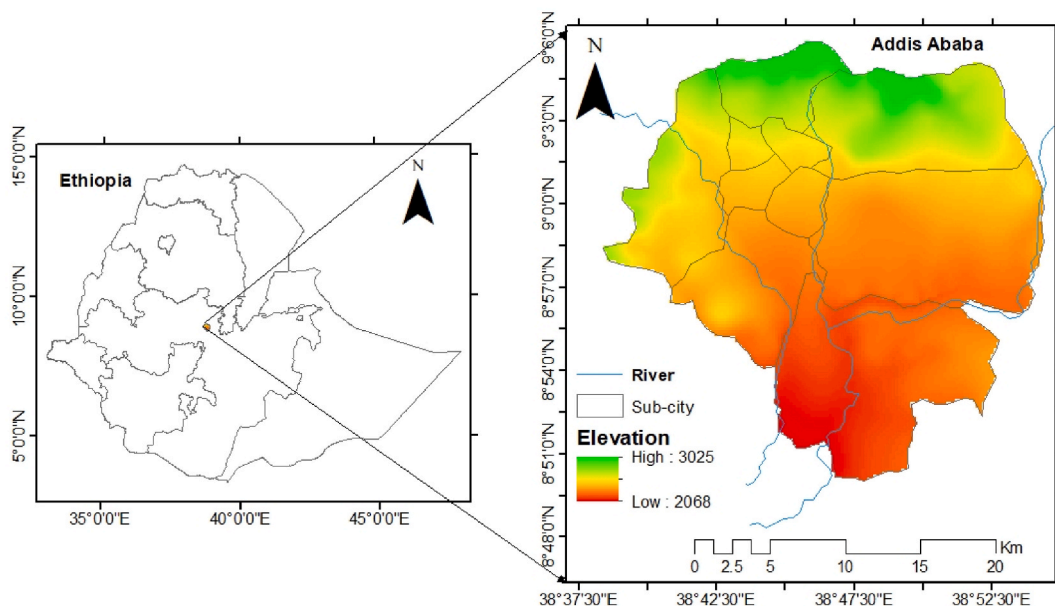 Ethiopia
N
15°0'0"N
10°0'0"N
5°0'0"N
35°0'0"E
40°0'0"E
45°0'0"E
Addis Ababa
N
9°6'0"N
9°3'30"N
9°0'0"N
8°57'0"N
8°54'0"N
8°51'0"N
8°48'0"N
River
Sub-city
Elevation
High : 3025
Low : 2068
Km
0 2.5 5 10 15 20
38°37'30"E
38°42'30"E
38°47'30"E
38°52'30"E